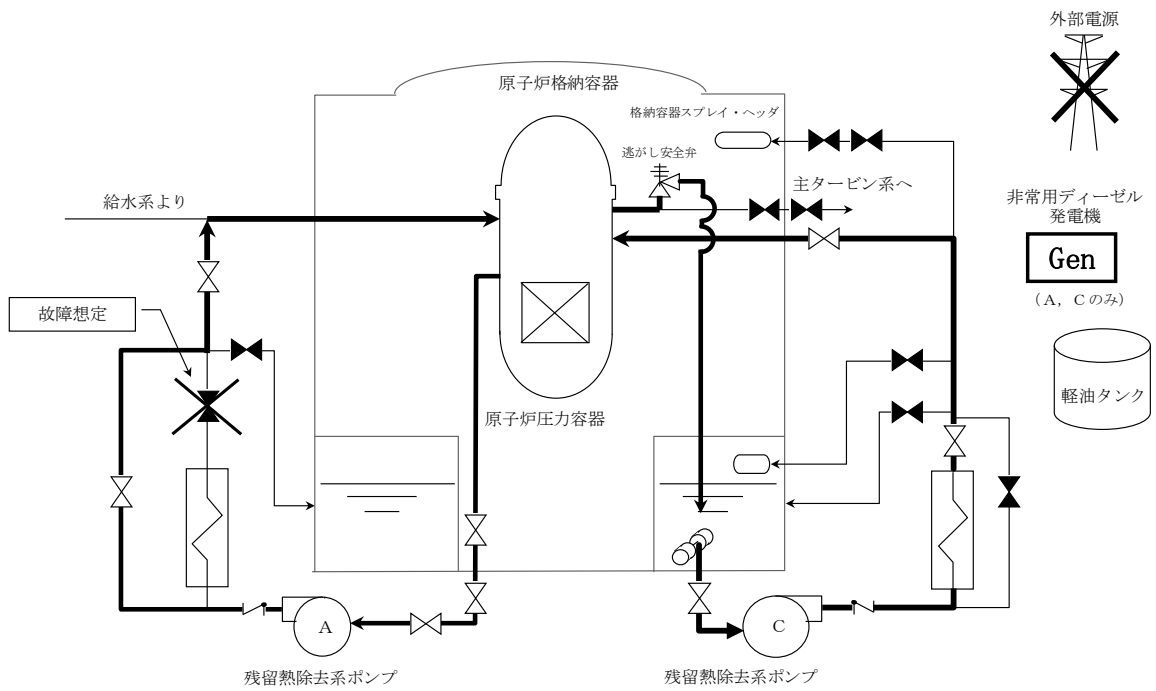 外部電源
原子炉格納容器
格納容器スプレイ・ヘッダ
逃がし安全弁
主タービン系へ
給水系より
非常用ディーゼル
発電機
Gen
(A，Cのみ)
故障想定
軽油タンク
原子炉圧力容器
A
C
残留熱除去系ポンプ
残留熱除去系ポンプ